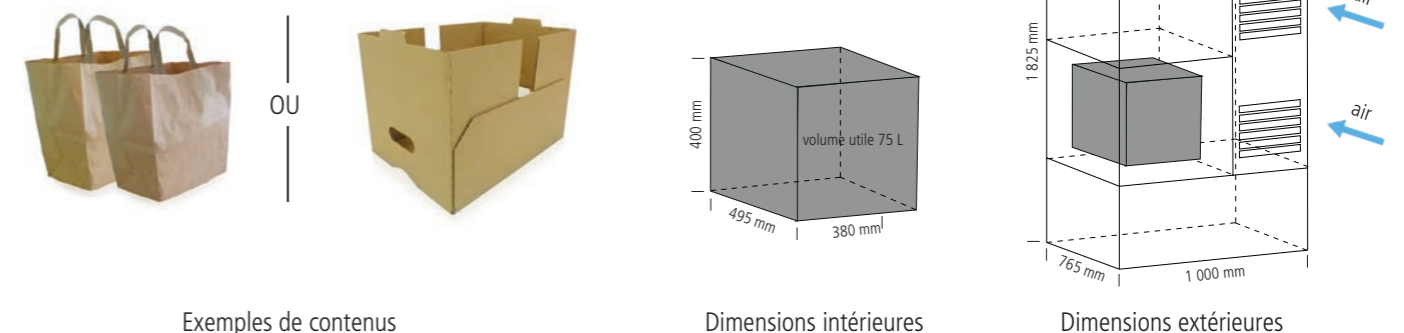 OU
400 mm
volume utile 75 L
495 mm
380 mm
1 825 mm
air
765 mm
1 000 mm
Exemples de contenus
Dimensions intérieures
Dimensions extérieures